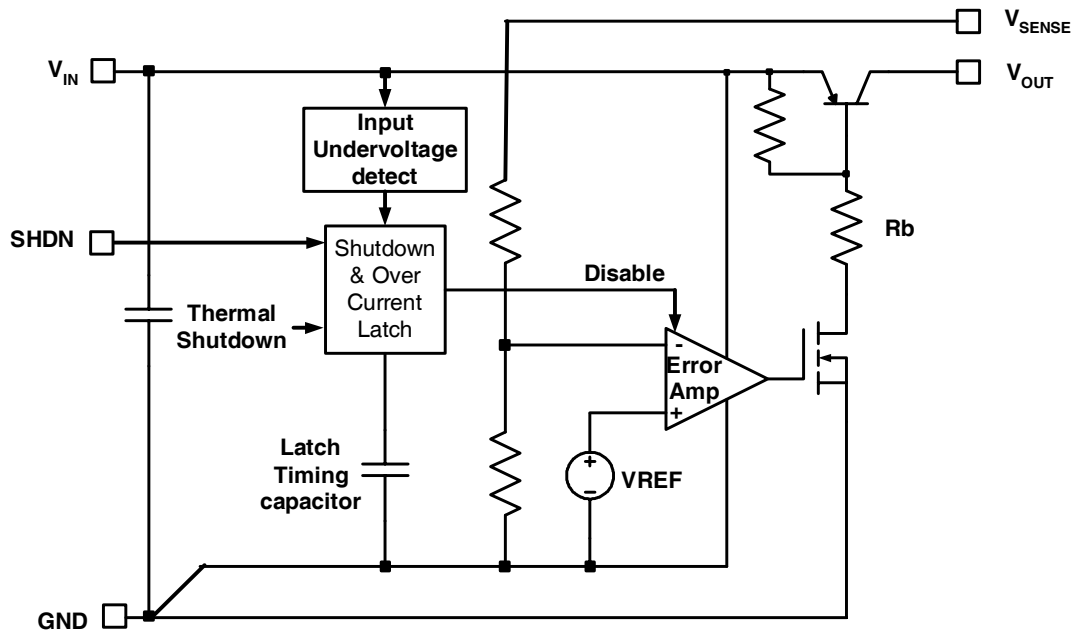 V_SENSE
V_IN
V_OUT
Input
Undervoltage
detect
SHDN
Shutdown
& Over
Current
Latch
Rb
Disable
Thermal
Shutdown
-
Error
Amp
+
Latch
Timing
capacitor
+
−
VREF
GND